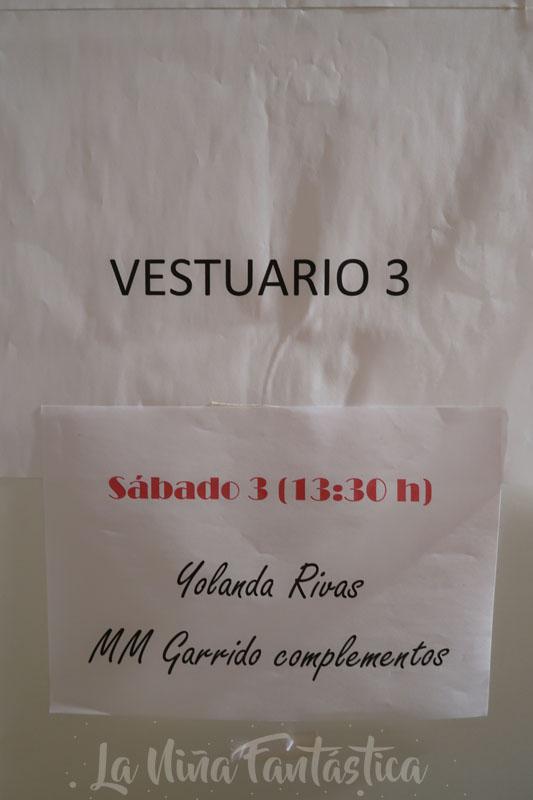 VESTUARIO 3
Sábado 3 (13:30 h)
Yolanda Rivas
MM Garrido complementos
La Niña Fantástica